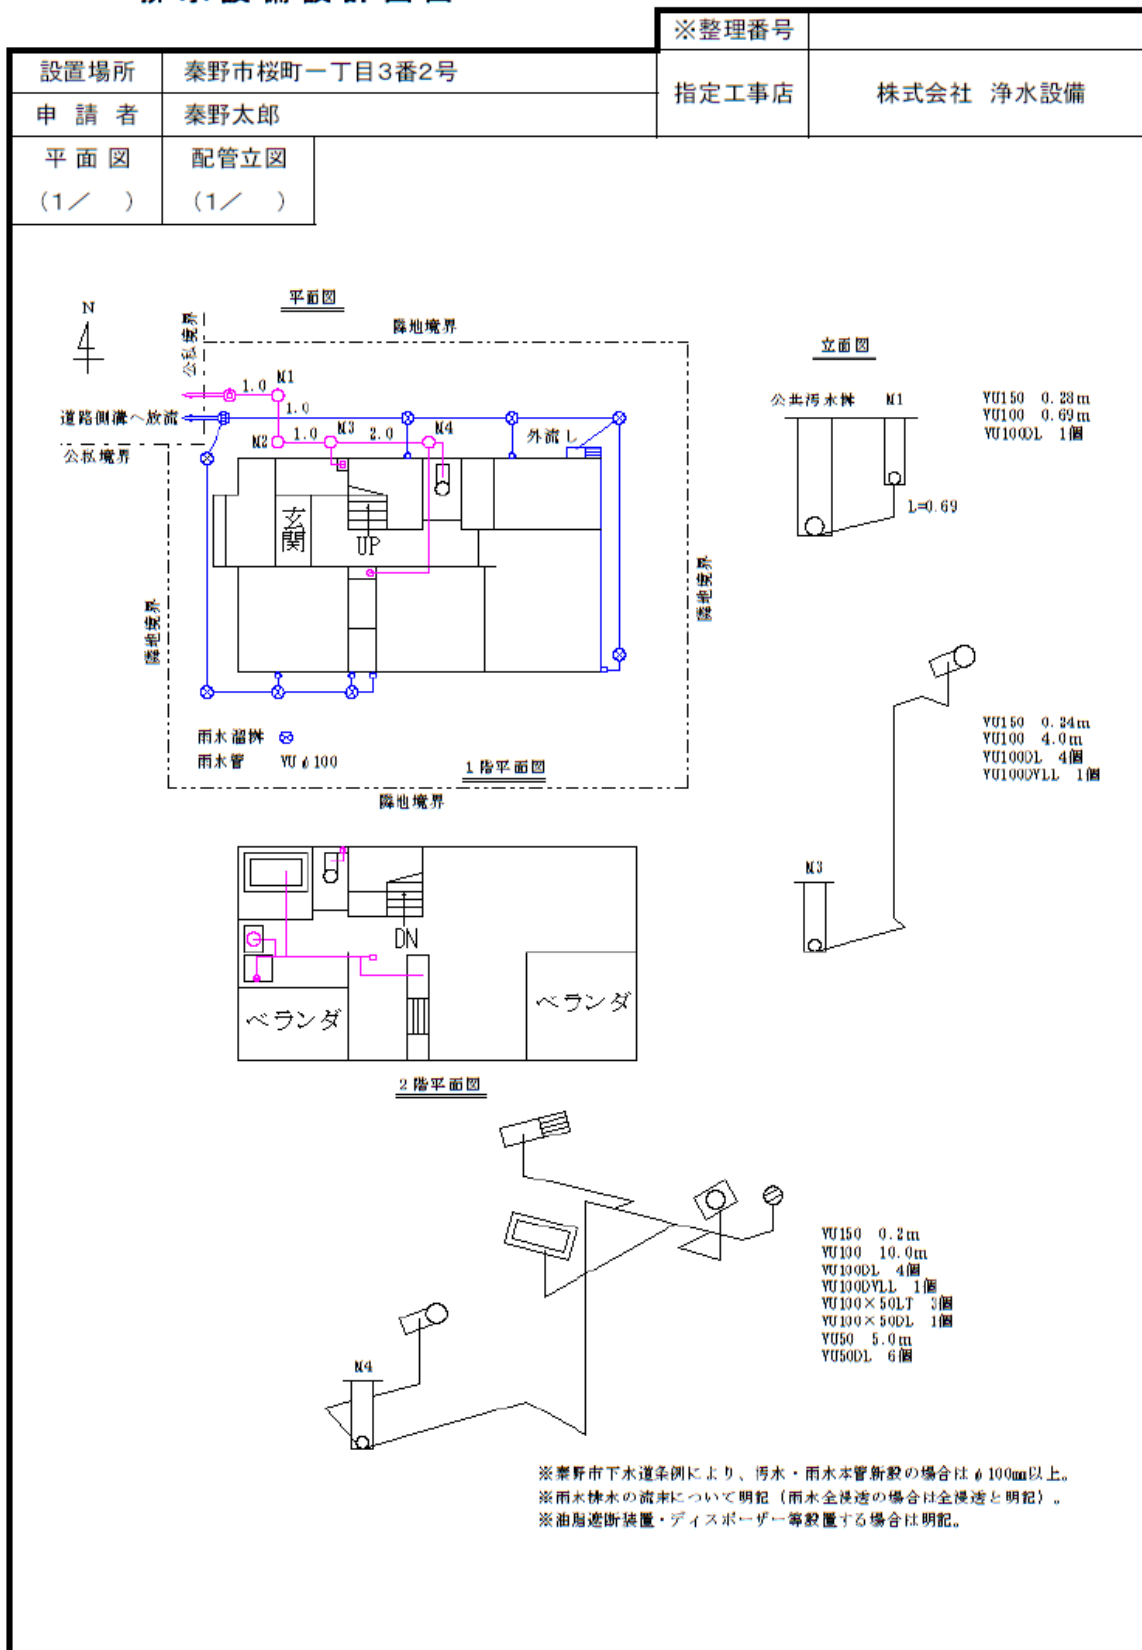 ※整理番号
設置場所 秦野市桜町一丁目3番2号
指定工事店 株式会社 浄水設備
申請者 秦野太郎
平面図 配管立図
(1/ ) (1/ )
平面図
N
公私境界
隣地境界
立面図
1.0 M1
道路側溝へ放流
1.0
公私境界
M2 1.0 M3 2.0 M4
外流し
公共汚水桝 M1
VU150 0.28m
VU100 0.69m
VU100DL 1個
L=0.69
玄関
UP
隣地境界
隣地境界
雨水溜桝
雨水管 VUφ100
1階平面図
隣地境界
VU150 0.34m
VU100 4.0m
VU100DL 4個
VU100DVLL 1個
M3
DN
ベランダ
ベランダ
2階平面図
VU150 0.2m
VU100 10.0m
VU100DL 4個
VU100DVLL 1個
VU100×50LT 3個
VU100×50DL 1個
VU50 5.0m
VU50DL 6個
M4
※秦野市下水道条例により、汚水・雨水本管新設の場合はφ100mm以上。
※雨水排水の流末について明記（雨水全浸透の場合は全浸透と明記）。
※油脂遮断装置・ディスポーザー等設置する場合は明記。